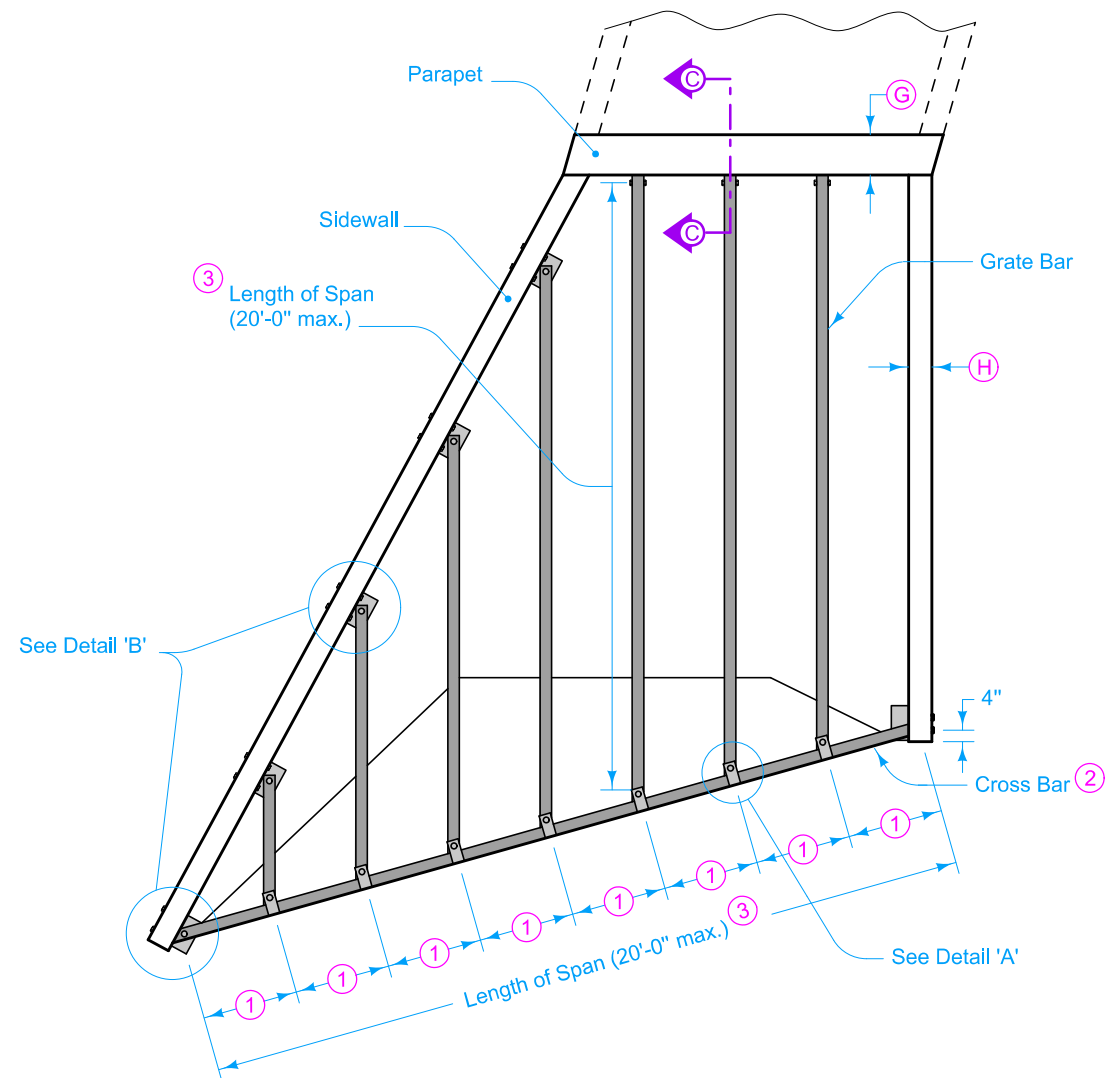 Parapet
C
G
Sidewall
C
Grate Bar
3
Length of Span
(20'-0" max.)
H
See Detail 'B'
4"
Cross Bar 2
1
1
1
1
1
1
1
1
Length of Span (20'-0" max.) 3
See Detail 'A'